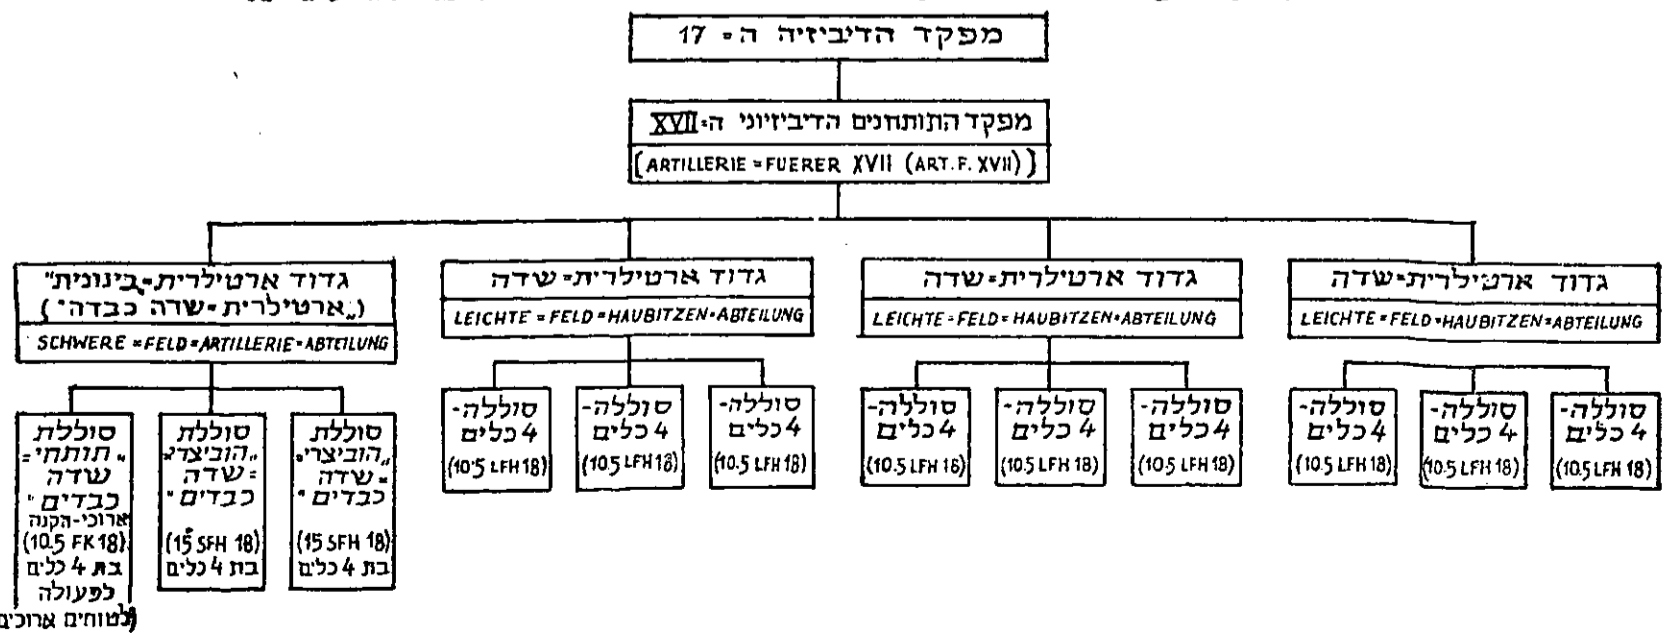 מפקד הדיביזיה ה= 17
מפקד התותחנים הדיביזיוני ה=XVII
(ARTILLERIE=FUERER XVII (ART.F. XVII))
גדוד ארטילרית=שדה
LEICHTE=FELD=HAUBITZEN=ABTEILUNG
סוללה-
4 כלים
(10.5 LFH 18)
סוללה-
4 כלים
(10.5 LFH 18)
סוללה-
4 כלים
(10.5 LFH 18)
גדוד ארטילרית=שדה
LEICHTE=FELD=HAUBITZEN=ABTEILUNG
סוללה-
4 כלים
(10.5 LFH 18)
סוללה-
4 כלים
(10.5 LFH 18)
סוללה-
4 כלים
(10.5 LFH 18)
גדוד ארטילרית=שדה
LEICHTE=FELD=HAUBITZEN=ABTEILUNG
סוללה-
4 כלים
(10.5 LFH 18)
סוללה-
4 כלים
(10.5 LFH 18)
סוללה-
4 כלים
(10.5 LFH 18)
גדוד ארטילרית=„בינונית"
(„ארטילרית=שדה כבדה")
SCHWERE=FELD=ARTILLERIE=ABTEILUNG
סוללת
„הוביצרי=
=שדה
כבדים"
(15 SFH 18)
בת 4 כלים
סוללת
„הוביצרי
=שדה
כבדים"
(15 SFH 18)
בת 4 כלים
סוללת
„תותחי=
שדה
כבדים"
ארוכי-הקנה
(10.5 FK 18)
בת 4 כלים
לפעולה
לטווחים ארוכים